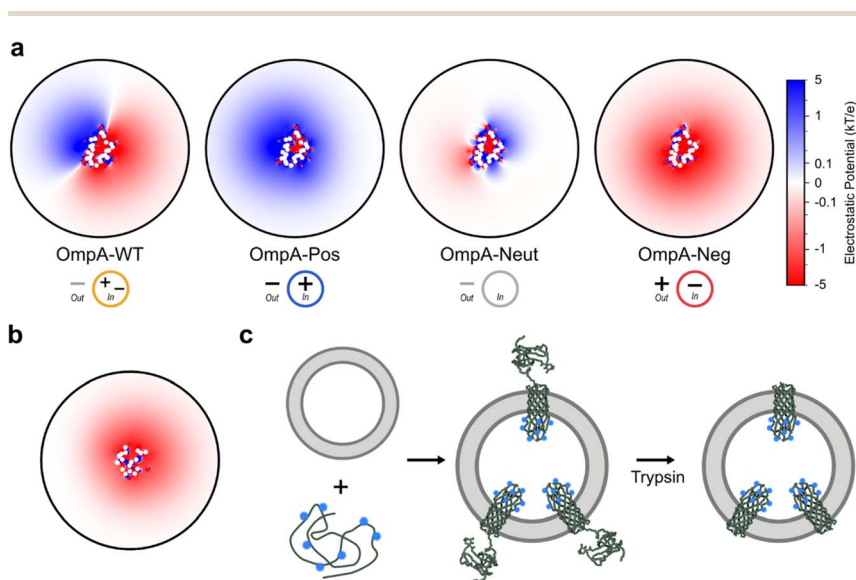 a
5
1
0.1
0
-0.1
-1
-5
Electrostatic Potential (kT/e)
OmpA-WT OmpA-Pos OmpA-Neut OmpA-Neg
− Out + − In − Out + In − Out In + Out − In
b
c
+
Trypsin